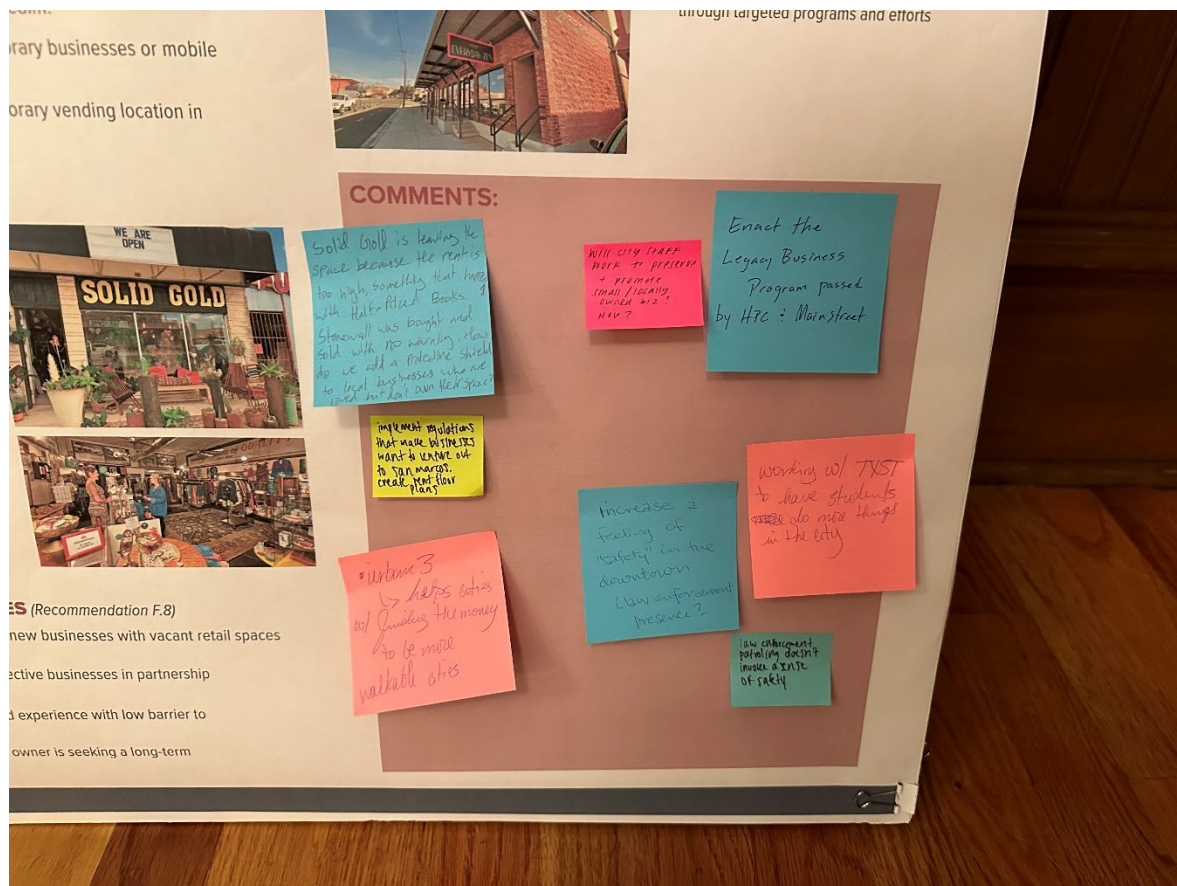 rary businesses or mobile
orary vending location in
through targeted programs and efforts
EVERYDAY ZEN
WE ARE
OPEN
SOLID GOLD
COMMENTS:
Solid Gold is leaving the
space because the rent is
too high, something that happ
with Half-Priced Books. &
Stonewall was bought and
sold with no warning. How
do we add a protective shield
to local businesses who are
loved but don't own their space?
Will city staff
work to preserve
+ promote
small/locally
owned biz?
How?
Enact the
Legacy Business
Program passed
by HPC & Mainstreet
implement regulations
that make businesses
want to venture out
to san marcos.
create rent floor
plans
working w/ TXST
to have students
do more things
in the city
increase a
feeling of
"safety" in the
downtown
Law enforcement
presence?
• urban 3
↳ helps cities
w/ finding the money
to be more
walkable cities
law enforcement
patroling doesn't
invoke a sense
of safety
ES (Recommendation F.8)
new businesses with vacant retail spaces
ective businesses in partnership
d experience with low barrier to
owner is seeking a long-term